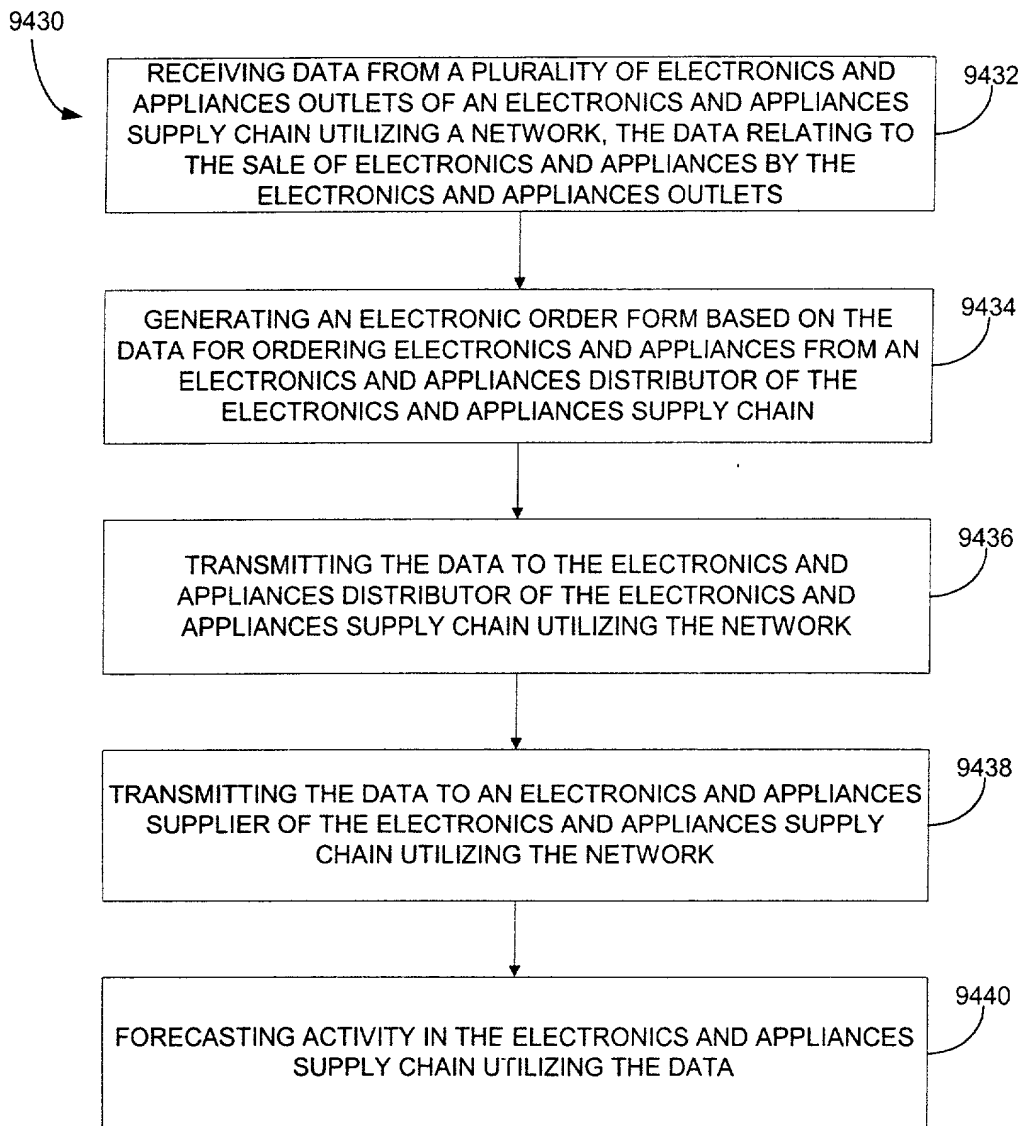 9430
RECEIVING DATA FROM A PLURALITY OF ELECTRONICS AND
APPLIANCES OUTLETS OF AN ELECTRONICS AND APPLIANCES
SUPPLY CHAIN UTILIZING A NETWORK, THE DATA RELATING TO
THE SALE OF ELECTRONICS AND APPLIANCES BY THE
ELECTRONICS AND APPLIANCES OUTLETS
9432
GENERATING AN ELECTRONIC ORDER FORM BASED ON THE
DATA FOR ORDERING ELECTRONICS AND APPLIANCES FROM AN
ELECTRONICS AND APPLIANCES DISTRIBUTOR OF THE
ELECTRONICS AND APPLIANCES SUPPLY CHAIN
9434
TRANSMITTING THE DATA TO THE ELECTRONICS AND
APPLIANCES DISTRIBUTOR OF THE ELECTRONICS AND
APPLIANCES SUPPLY CHAIN UTILIZING THE NETWORK
9436
TRANSMITTING THE DATA TO AN ELECTRONICS AND APPLIANCES
SUPPLIER OF THE ELECTRONICS AND APPLIANCES SUPPLY
CHAIN UTILIZING THE NETWORK
9438
FORECASTING ACTIVITY IN THE ELECTRONICS AND APPLIANCES
SUPPLY CHAIN UTILIZING THE DATA
9440